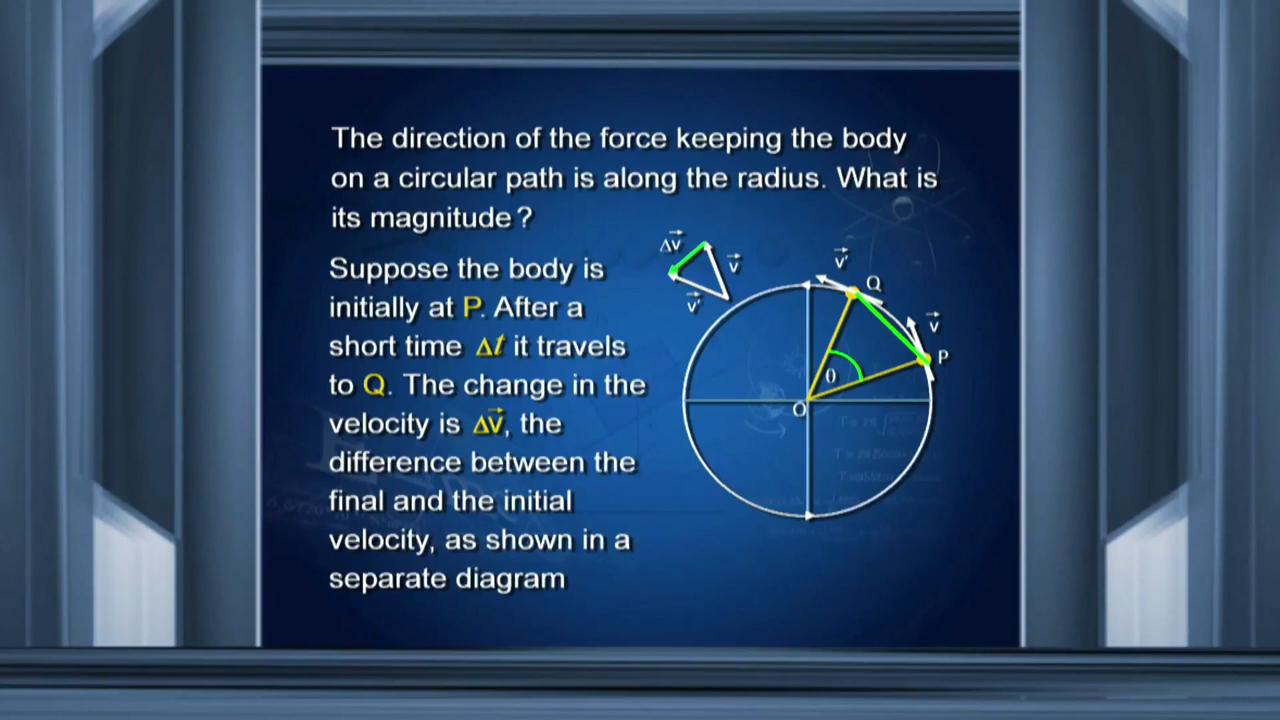 The direction of the force keeping the body
on a circular path is along the radius. What is
its magnitude?
Suppose the body is
initially at P. After a
short time Δt it travels
to Q. The change in the
velocity is Δv⃗, the
difference between the
final and the initial
velocity, as shown in a
separate diagram
Δv⃗
v⃗
v⃗'
v⃗'
Q
v⃗
P
θ
O